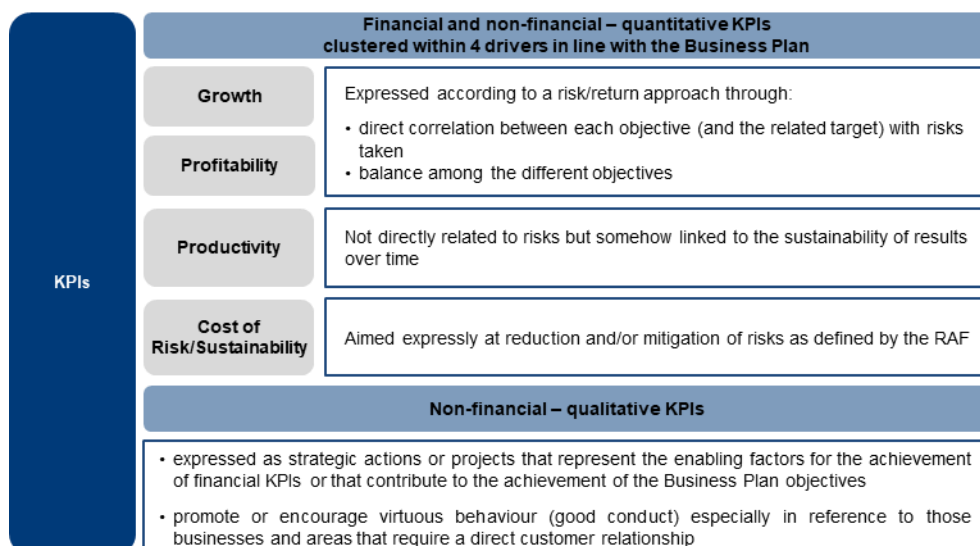 Financial and non-financial – quantitative KPIs
clustered within 4 drivers in line with the Business Plan
Growth
Expressed according to a risk/return approach through:
• direct correlation between each objective (and the related target) with risks
taken
Profitability
• balance among the different objectives
Productivity
Not directly related to risks but somehow linked to the sustainability of results
over time
KPIs
Cost of
Risk/Sustainability
Aimed expressly at reduction and/or mitigation of risks as defined by the RAF
Non-financial – qualitative KPIs
• expressed as strategic actions or projects that represent the enabling factors for the achievement
of financial KPIs or that contribute to the achievement of the Business Plan objectives
• promote or encourage virtuous behaviour (good conduct) especially in reference to those
businesses and areas that require a direct customer relationship